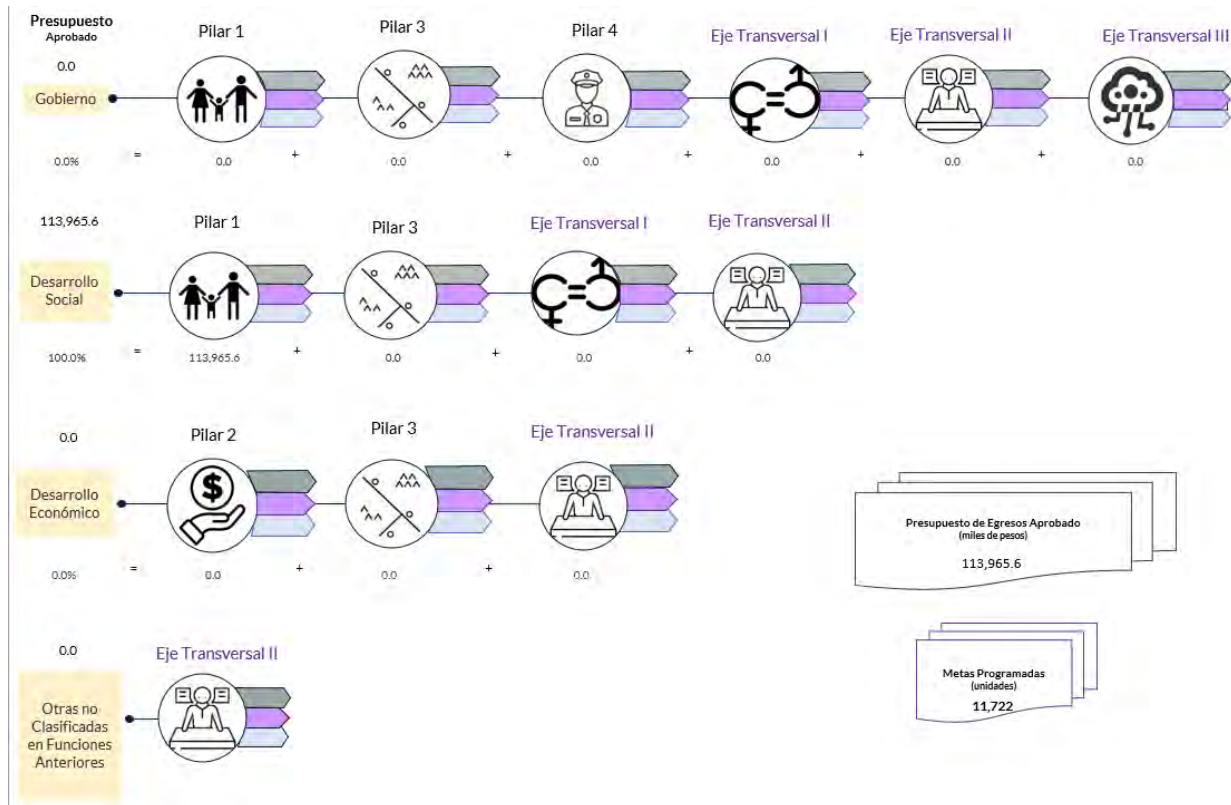 Presupuesto
Aprobado
Pilar 1
Pilar 3
Pilar 4
Eje Transversal I
Eje Transversal II
Eje Transversal III
0.0
Gobierno
0.0%
=
0.0
+
0.0
+
0.0
+
0.0
+
0.0
+
0.0
113,965.6
Pilar 1
Pilar 3
Eje Transversal I
Eje Transversal II
Desarrollo
Social
100.0%
=
113,965.6
+
0.0
+
0.0
+
0.0
0.0
Pilar 2
Pilar 3
Eje Transversal II
Desarrollo
Económico
0.0%
=
0.0
+
0.0
+
0.0
Presupuesto de Egresos Aprobado
(miles de pesos)
113,965.6
0.0
Eje Transversal II
Otras no
Clasificadas
en Funciones
Anteriores
Metas Programadas
(unidades)
11,722